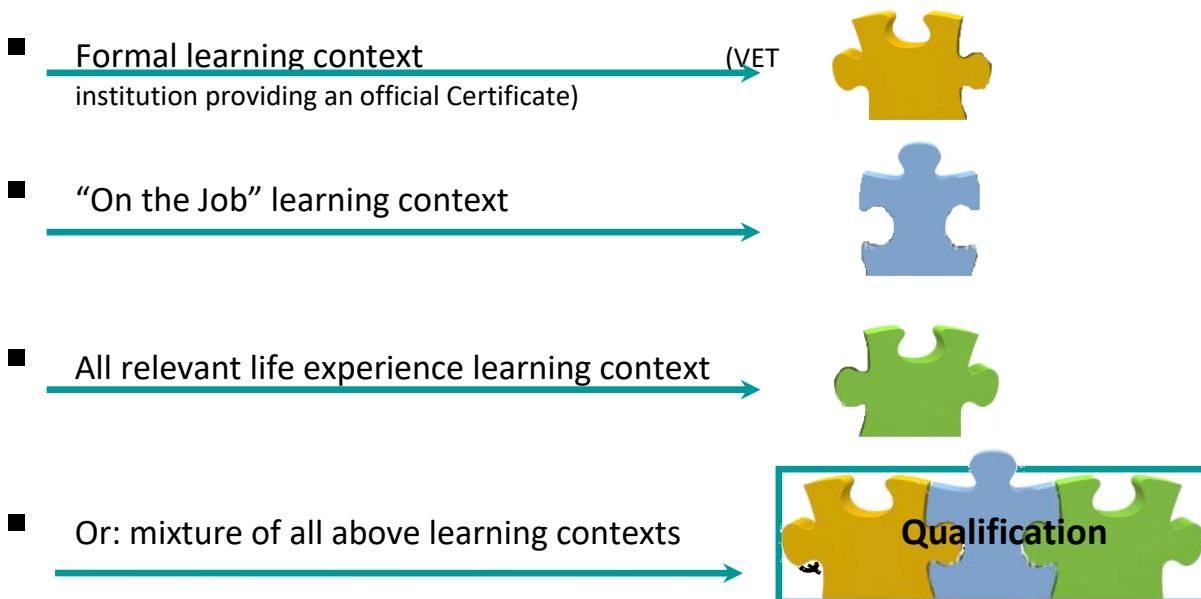 Formal learning context (VET
institution providing an official Certificate)
“On the Job” learning context
All relevant life experience learning context
Or: mixture of all above learning contexts
Qualification